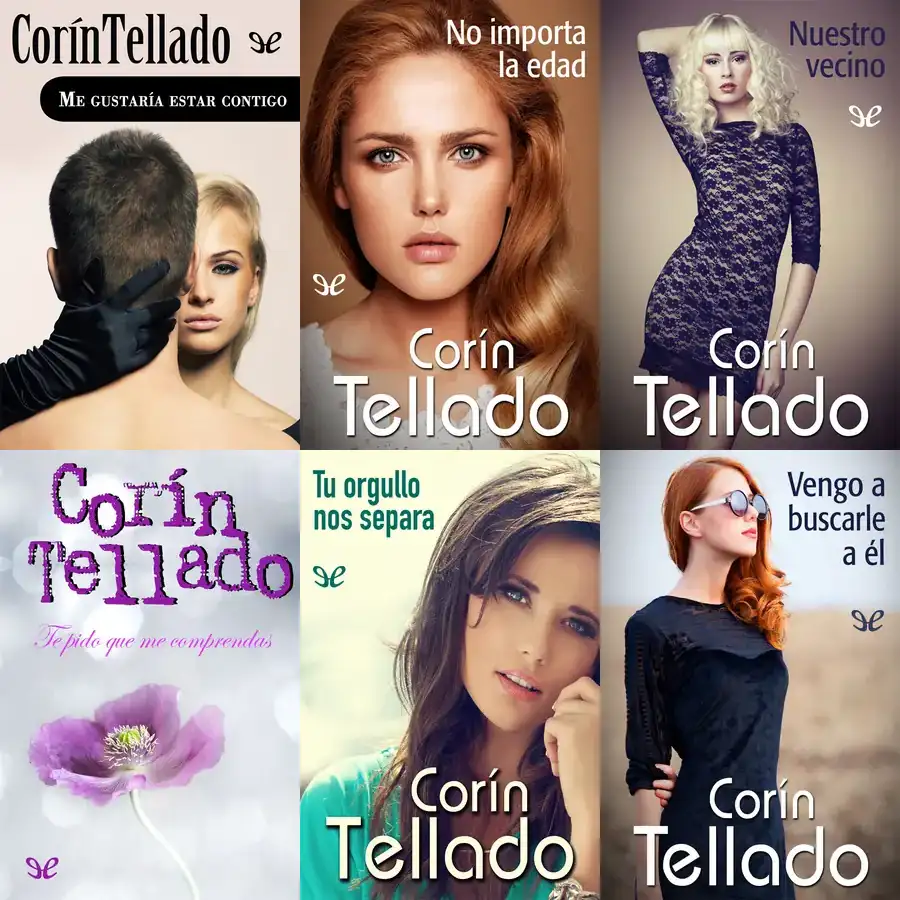 CorínTellado
ME GUSTARÍA ESTAR CONTIGO
No importa
la edad
Corín
Tellado
Nuestro
vecino
Corín
Tellado
Corín
Tellado
Te pido que me comprendas
Tu orgullo
nos separa
Corín
Tellado
Vengo a
buscarle
a él
Corín
Tellado